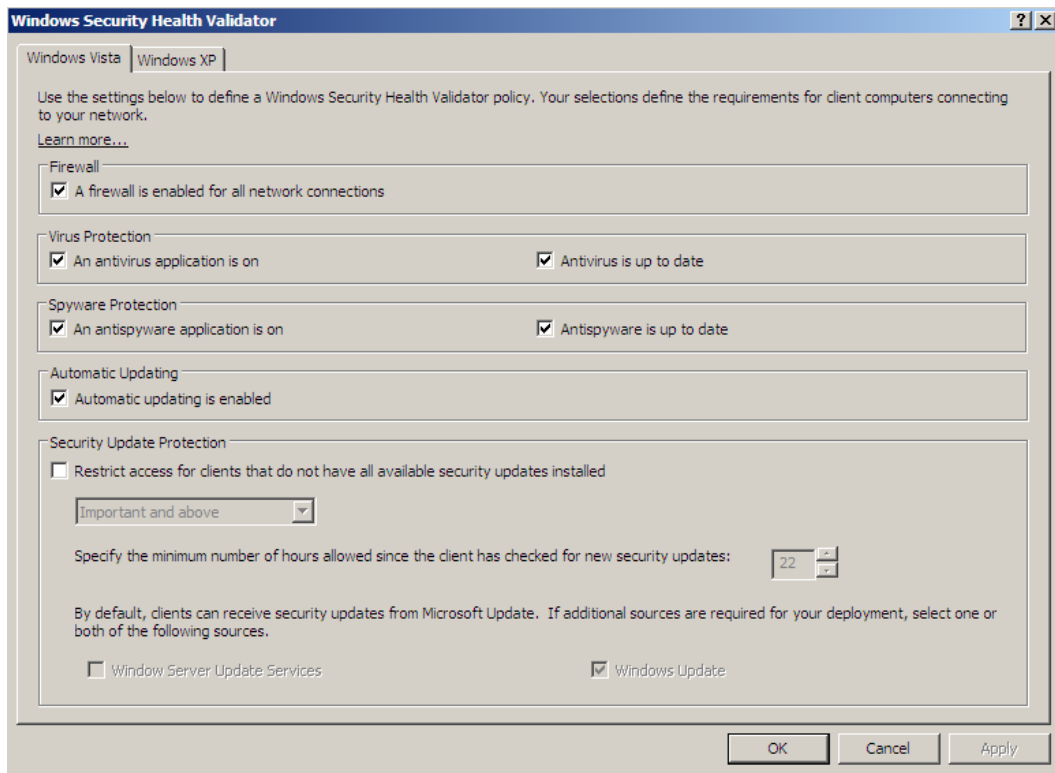 Windows Security Health Validator
Windows Vista
Windows XP
Use the settings below to define a Windows Security Health Validator policy. Your selections define the requirements for client computers connecting
to your network.
Learn more...
Firewall
A firewall is enabled for all network connections
Virus Protection
An antivirus application is on
Antivirus is up to date
Spyware Protection
An antispyware application is on
Antispyware is up to date
Automatic Updating
Automatic updating is enabled
Security Update Protection
Restrict access for clients that do not have all available security updates installed
Important and above
Specify the minimum number of hours allowed since the client has checked for new security updates:
22
By default, clients can receive security updates from Microsoft Update. If additional sources are required for your deployment, select one or
both of the following sources.
Window Server Update Services
Windows Update
OK
Cancel
Apply